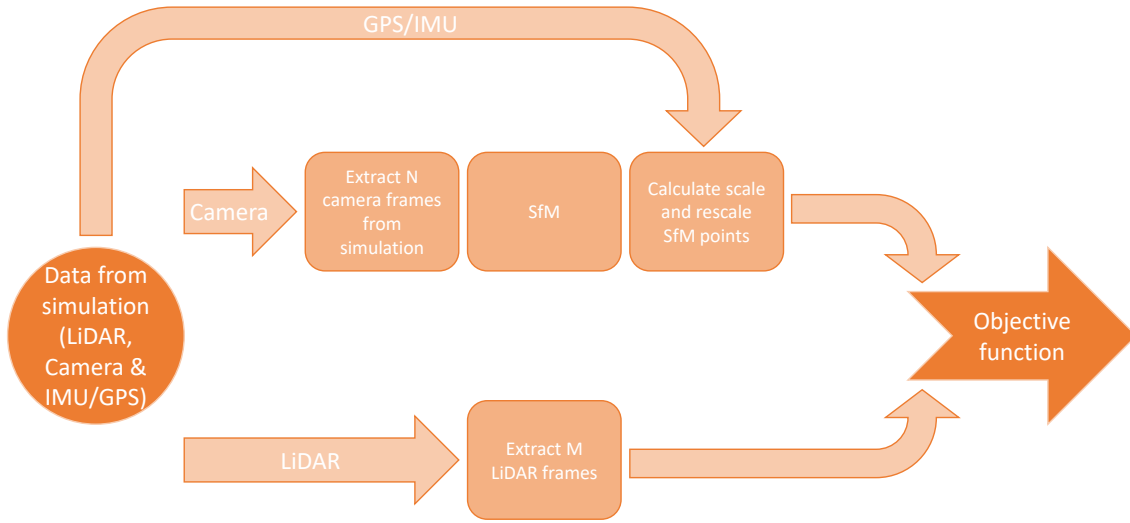 GPS/IMU
Camera
Extract N
camera frames
from
simulation
SfM
Calculate scale
and rescale
SfM points
Data from
simulation
(LiDAR,
Camera &
IMU/GPS)
Objective
function
LiDAR
Extract M
LiDAR frames